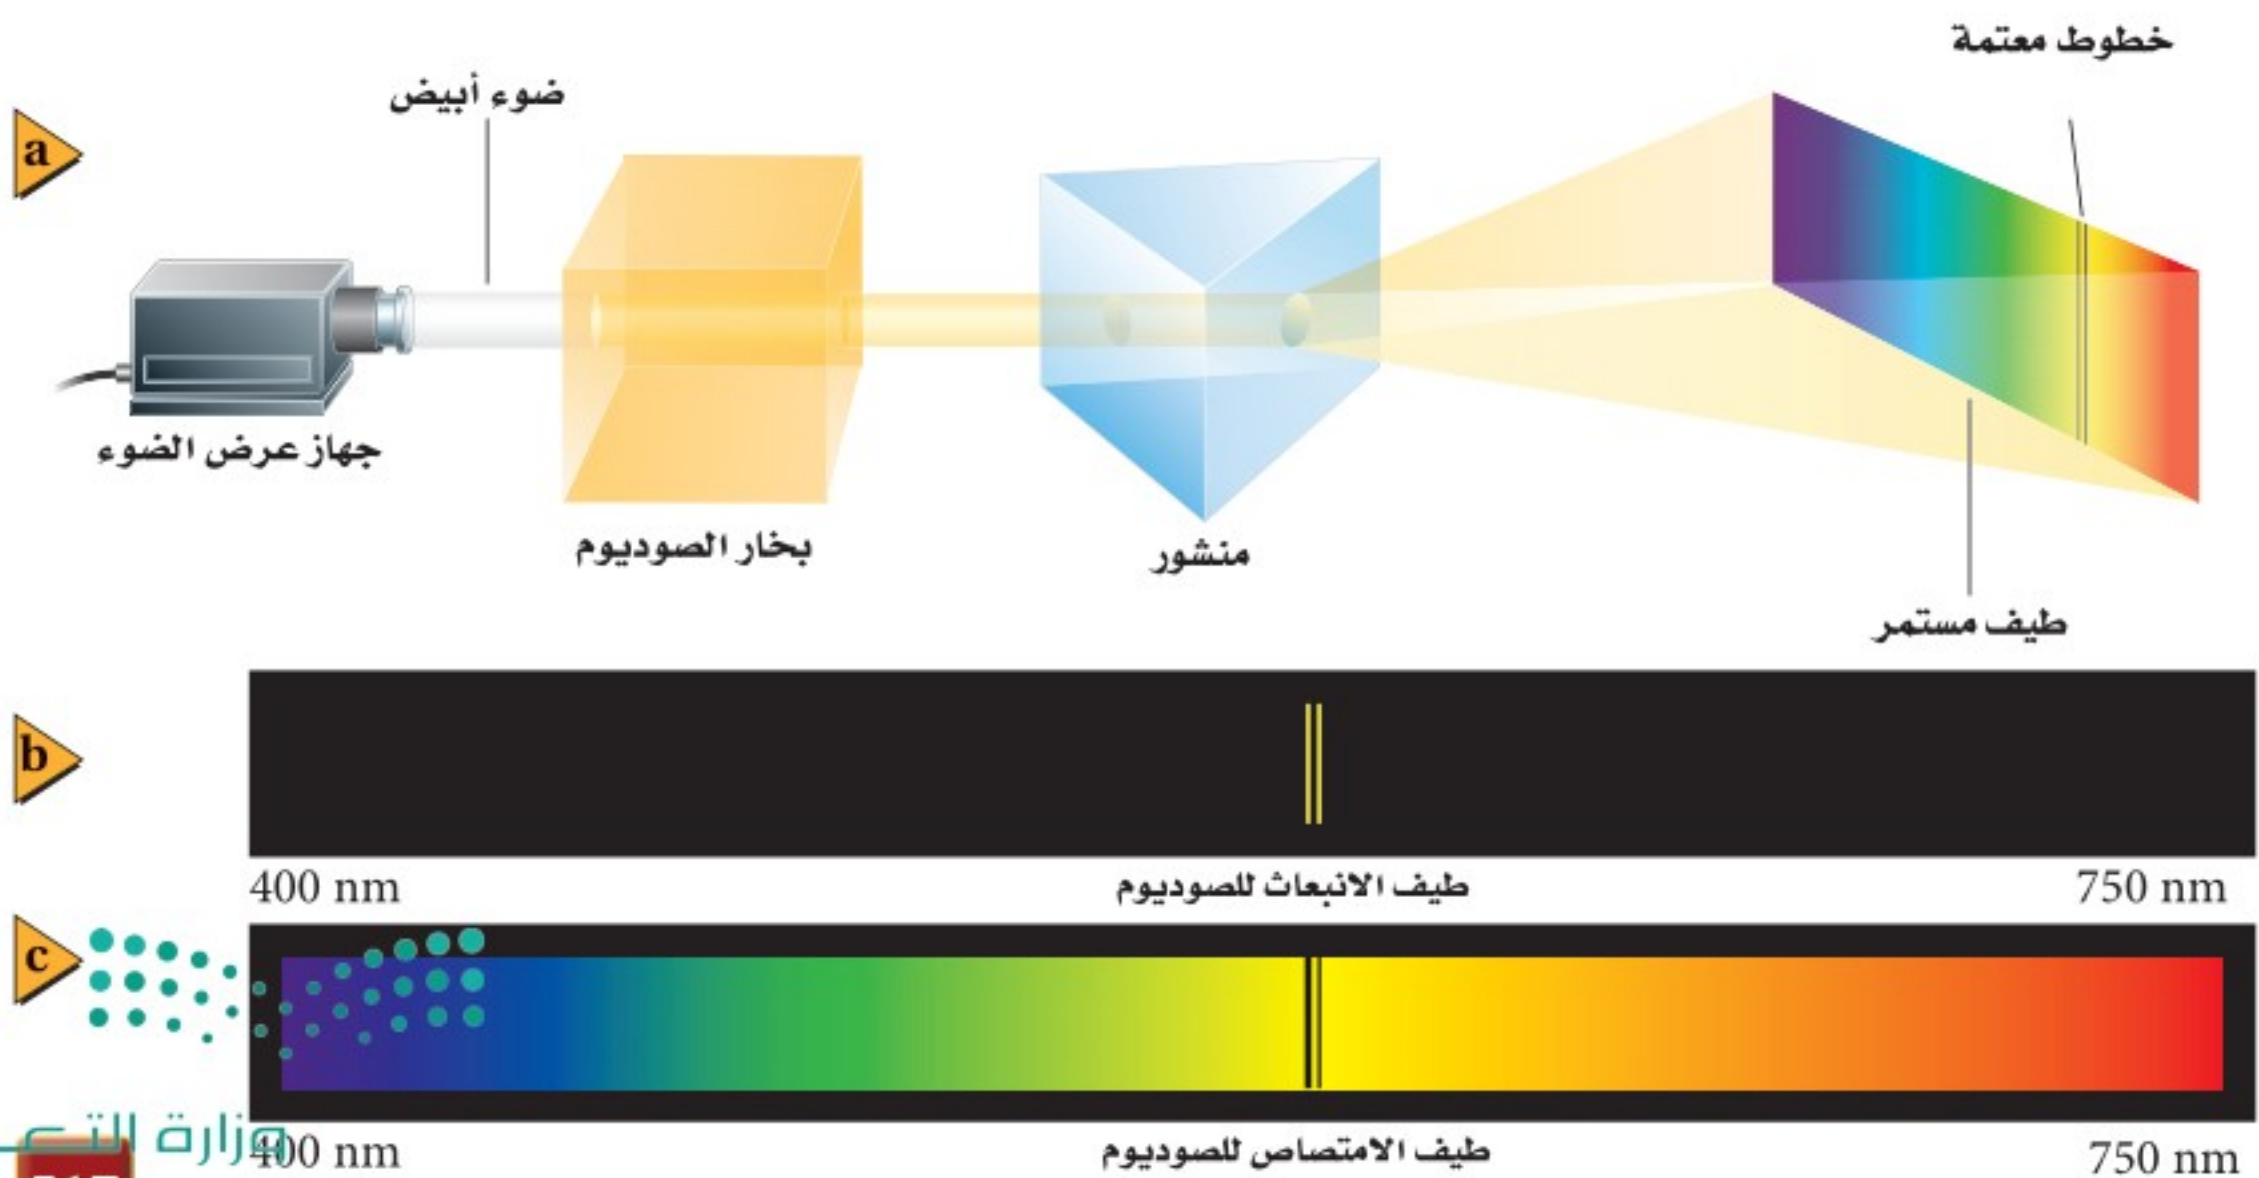 خطوط معتمة
ضوء أبيض
a
جهاز عرض الضوء
بخار الصوديوم
منشور
طيف مستمر
b
400 nm
طيف الانبعاث للصوديوم
750 nm
c
400 nm
طيف الامتصاص للصوديوم
750 nm
وزارة